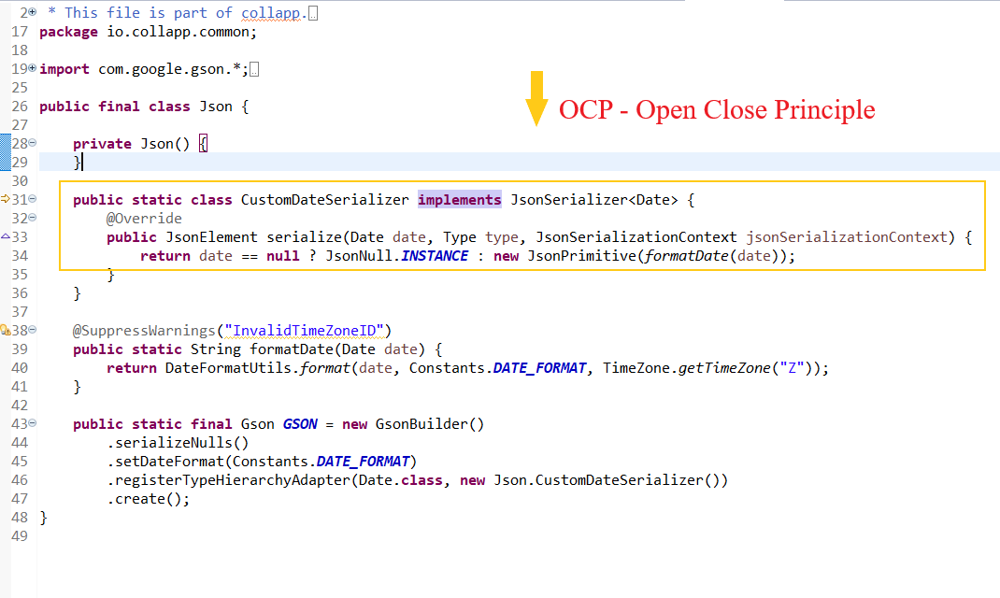 2 * This file is part of collapp.
17 package io.collapp.common;
18
19 import com.google.gson.*;
25
26 public final class Json {
OCP - Open Close Principle
27
28 private Json() {
29 }
30
31 public static class CustomDateSerializer implements JsonSerializer<Date> {
32 @Override
33 public JsonElement serialize(Date date, Type type, JsonSerializationContext jsonSerializationContext) {
34 return date == null ? JsonNull.INSTANCE : new JsonPrimitive(formatDate(date));
35 }
36 }
37
38 @SuppressWarnings("InvalidTimeZoneID")
39 public static String formatDate(Date date) {
40 return DateFormatUtils.format(date, Constants.DATE_FORMAT, TimeZone.getTimeZone("Z"));
41 }
42
43 public static final Gson GSON = new GsonBuilder()
44 .serializeNulls()
45 .setDateFormat(Constants.DATE_FORMAT)
46 .registerTypeHierarchyAdapter(Date.class, new Json.CustomDateSerializer())
47 .create();
48 }
49